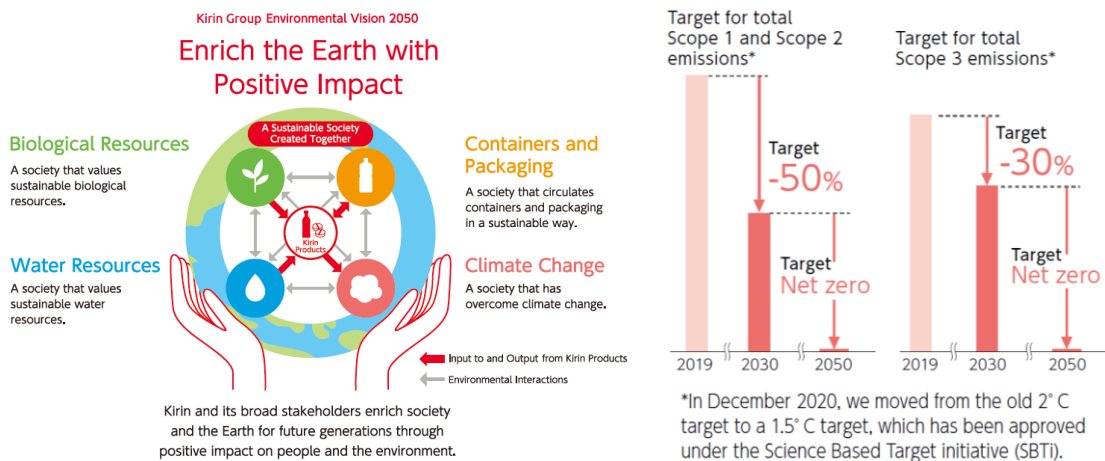 Kirin Group Environmental Vision 2050
Enrich the Earth with
Positive Impact
A Sustainable Society
Created Together
Biological Resources
A society that values
sustainable biological
resources.
Containers and
Packaging
A society that circulates
containers and packaging
in a sustainable way.
Kirin
Products
Water Resources
A society that values
sustainable water
resources.
Climate Change
A society that has
overcome climate change.
Input to and Output from Kirin Products
Environmental Interactions
Kirin and its broad stakeholders enrich society
and the Earth for future generations through
positive impact on people and the environment.
Target for total
Scope 1 and Scope 2
emissions*
Target
-50%
Target
Net zero
2019
2030
2050
Target for total
Scope 3 emissions*
Target
-30%
Target
Net zero
2019
2030
2050
*In December 2020, we moved from the old 2° C
target to a 1.5° C target, which has been approved
under the Science Based Target initiative (SBTi).